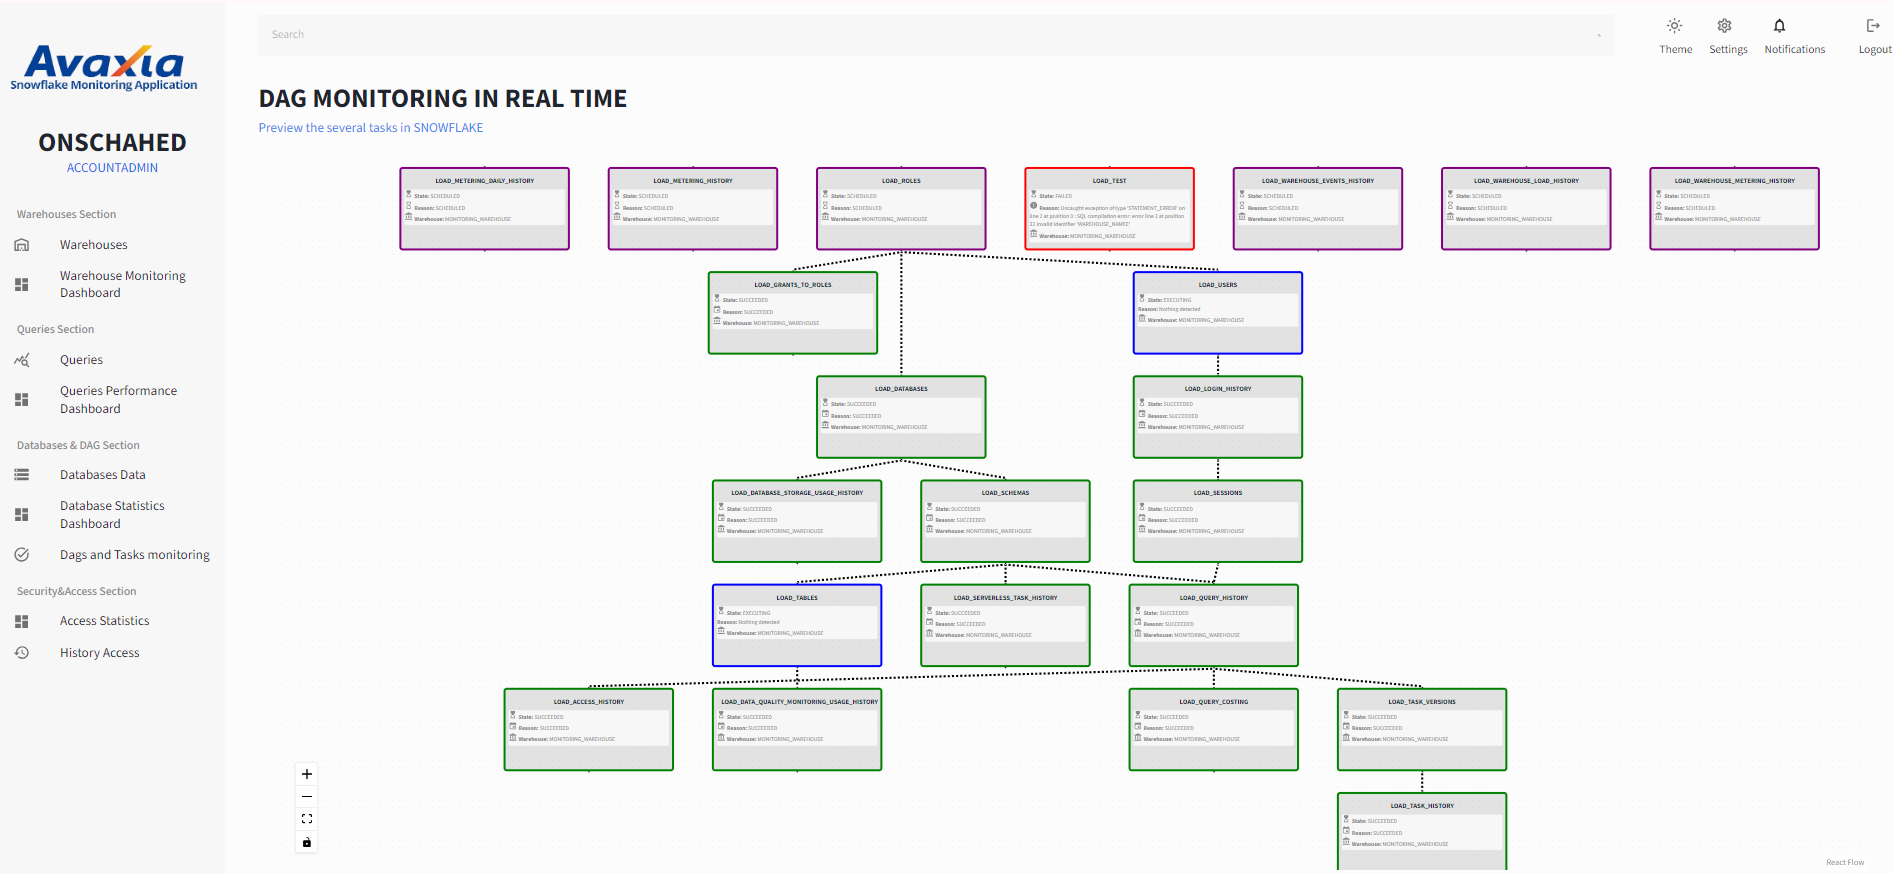 Avaxia
Snowflake Monitoring Application
ONSCHAHED
ACCOUNTADMIN
Warehouses Section
Warehouses
Warehouse Monitoring
Dashboard
Queries Section
Queries
Queries Performance
Dashboard
Databases & DAG Section
Databases Data
Database Statistics
Dashboard
Dags and Tasks monitoring
Security&Access Section
Access Statistics
History Access
Search
Theme
Settings
Notifications
Logout
DAG MONITORING IN REAL TIME
Preview the several tasks in SNOWFLAKE
LOAD_METERING_DAILY_HISTORY
State: SCHEDULED
Reason: SCHEDULED
Warehouse: MONITORING_WAREHOUSE
LOAD_METERING_HISTORY
State: SCHEDULED
Reason: SCHEDULED
Warehouse: MONITORING_WAREHOUSE
LOAD_ROLES
State: SCHEDULED
Reason: SCHEDULED
Warehouse: MONITORING_WAREHOUSE
LOAD_TEST
State: FAILED
Reason: Uncaught exception of type 'STATEMENT_ERROR' on
line 2 at position 0 : SQL compilation error: error line 2 at position
invalid identifier 'WAREHOUSE_NAMEE'
Warehouse: MONITORING_WAREHOUSE
LOAD_WAREHOUSE_EVENTS_HISTORY
State: SCHEDULED
Reason: SCHEDULED
Warehouse: MONITORING_WAREHOUSE
LOAD_WAREHOUSE_LOAD_HISTORY
State: SCHEDULED
Reason: SCHEDULED
Warehouse: MONITORING_WAREHOUSE
LOAD_WAREHOUSE_METERING_HISTORY
State: SCHEDULED
Reason: SCHEDULED
Warehouse: MONITORING_WAREHOUSE
LOAD_GRANTS_TO_ROLES
State: SUCCEEDED
Reason: SUCCEEDED
Warehouse: MONITORING_WAREHOUSE
LOAD_USERS
State: EXECUTING
Reason: Nothing detected
Warehouse: MONITORING_WAREHOUSE
LOAD_DATABASES
State: SUCCEEDED
Reason: SUCCEEDED
Warehouse: MONITORING_WAREHOUSE
LOAD_LOGIN_HISTORY
State: SUCCEEDED
Reason: SUCCEEDED
Warehouse: MONITORING_WAREHOUSE
LOAD_DATABASE_STORAGE_USAGE_HISTORY
State: SUCCEEDED
Reason: SUCCEEDED
Warehouse: MONITORING_WAREHOUSE
LOAD_SCHEMAS
State: SUCCEEDED
Reason: SUCCEEDED
Warehouse: MONITORING_WAREHOUSE
LOAD_SESSIONS
State: SUCCEEDED
Reason: SUCCEEDED
Warehouse: MONITORING_WAREHOUSE
LOAD_TABLES
State: EXECUTING
Reason: Nothing detected
Warehouse: MONITORING_WAREHOUSE
LOAD_SERVERLESS_TASK_HISTORY
State: SUCCEEDED
Reason: SUCCEEDED
Warehouse: MONITORING_WAREHOUSE
LOAD_QUERY_HISTORY
State: SUCCEEDED
Reason: SUCCEEDED
Warehouse: MONITORING_WAREHOUSE
LOAD_ACCESS_HISTORY
State: SUCCEEDED
Reason: SUCCEEDED
Warehouse: MONITORING_WAREHOUSE
LOAD_DATA_QUALITY_MONITORING_USAGE_HISTORY
State: SUCCEEDED
Reason: SUCCEEDED
Warehouse: MONITORING_WAREHOUSE
LOAD_QUERY_COSTING
State: SUCCEEDED
Reason: SUCCEEDED
Warehouse: MONITORING_WAREHOUSE
LOAD_TASK_VERSIONS
State: SUCCEEDED
Reason: SUCCEEDED
Warehouse: MONITORING_WAREHOUSE
LOAD_TASK_HISTORY
State: SUCCEEDED
Reason: SUCCEEDED
Warehouse: MONITORING_WAREHOUSE
React Flow